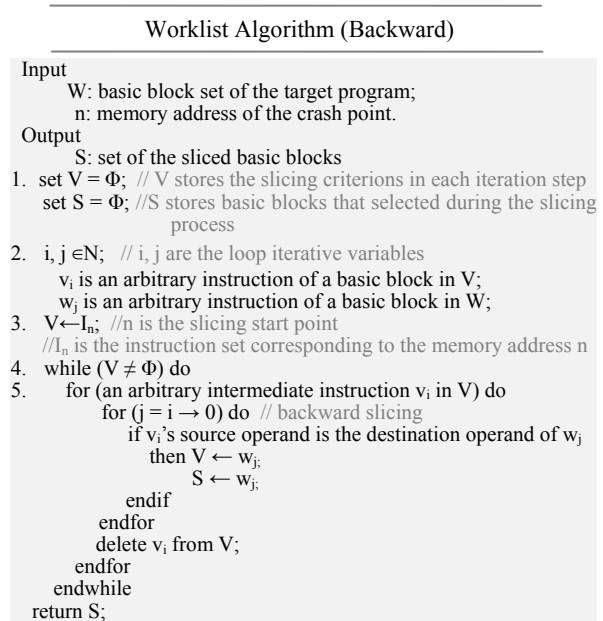 Worklist Algorithm (Backward)
Input
W: basic block set of the target program;
n: memory address of the crash point.
Output
S: set of the sliced basic blocks
1. set V = Φ; // V stores the slicing criterions in each iteration step
set S = Φ; //S stores basic blocks that selected during the slicing
process
2. i, j ∈N; // i, j are the loop iterative variables
vi is an arbitrary instruction of a basic block in V;
wj is an arbitrary instruction of a basic block in W;
3. V←In; //n is the slicing start point
//In is the instruction set corresponding to the memory address n
4. while (V ≠ Φ) do
5. for (an arbitrary intermediate instruction vi in V) do
for (j = i → 0) do // backward slicing
if vi's source operand is the destination operand of wj
then V ← wj;
S ← wj;
endif
endfor
delete vi from V;
endfor
endwhile
return S;